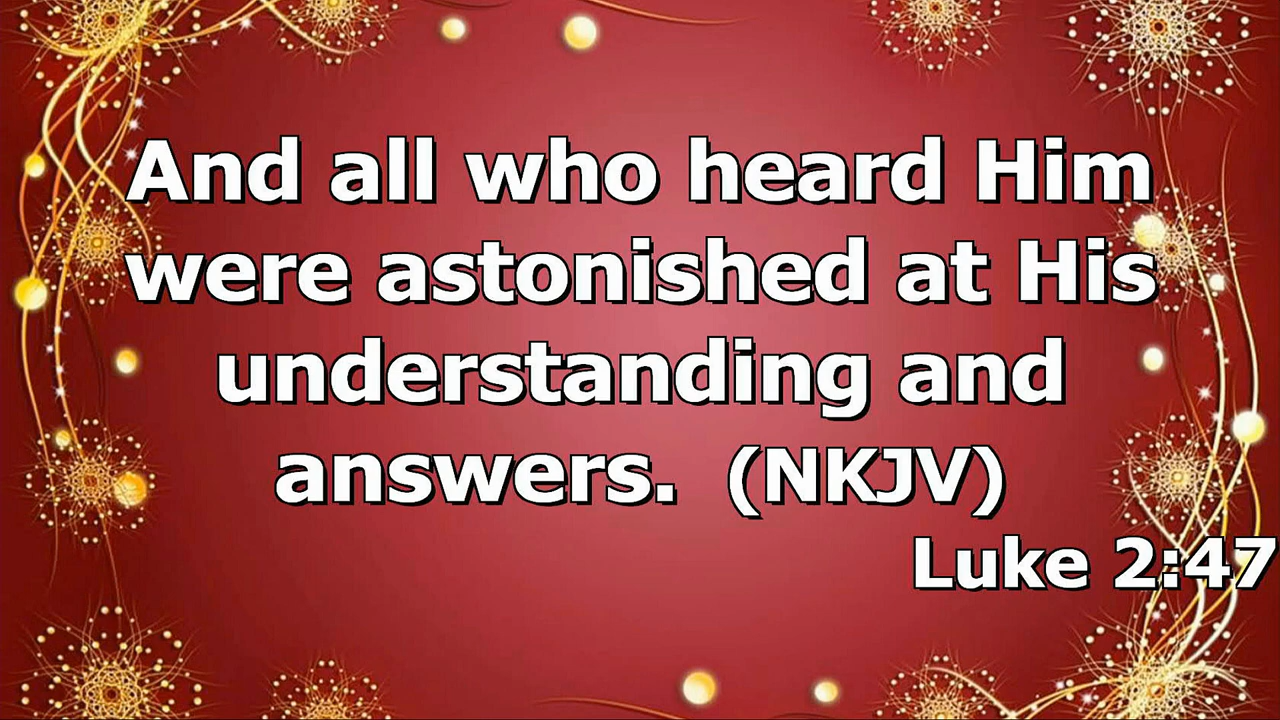 And all who heard Him
were astonished at His
understanding and
answers.  (NKJV)
Luke 2:47